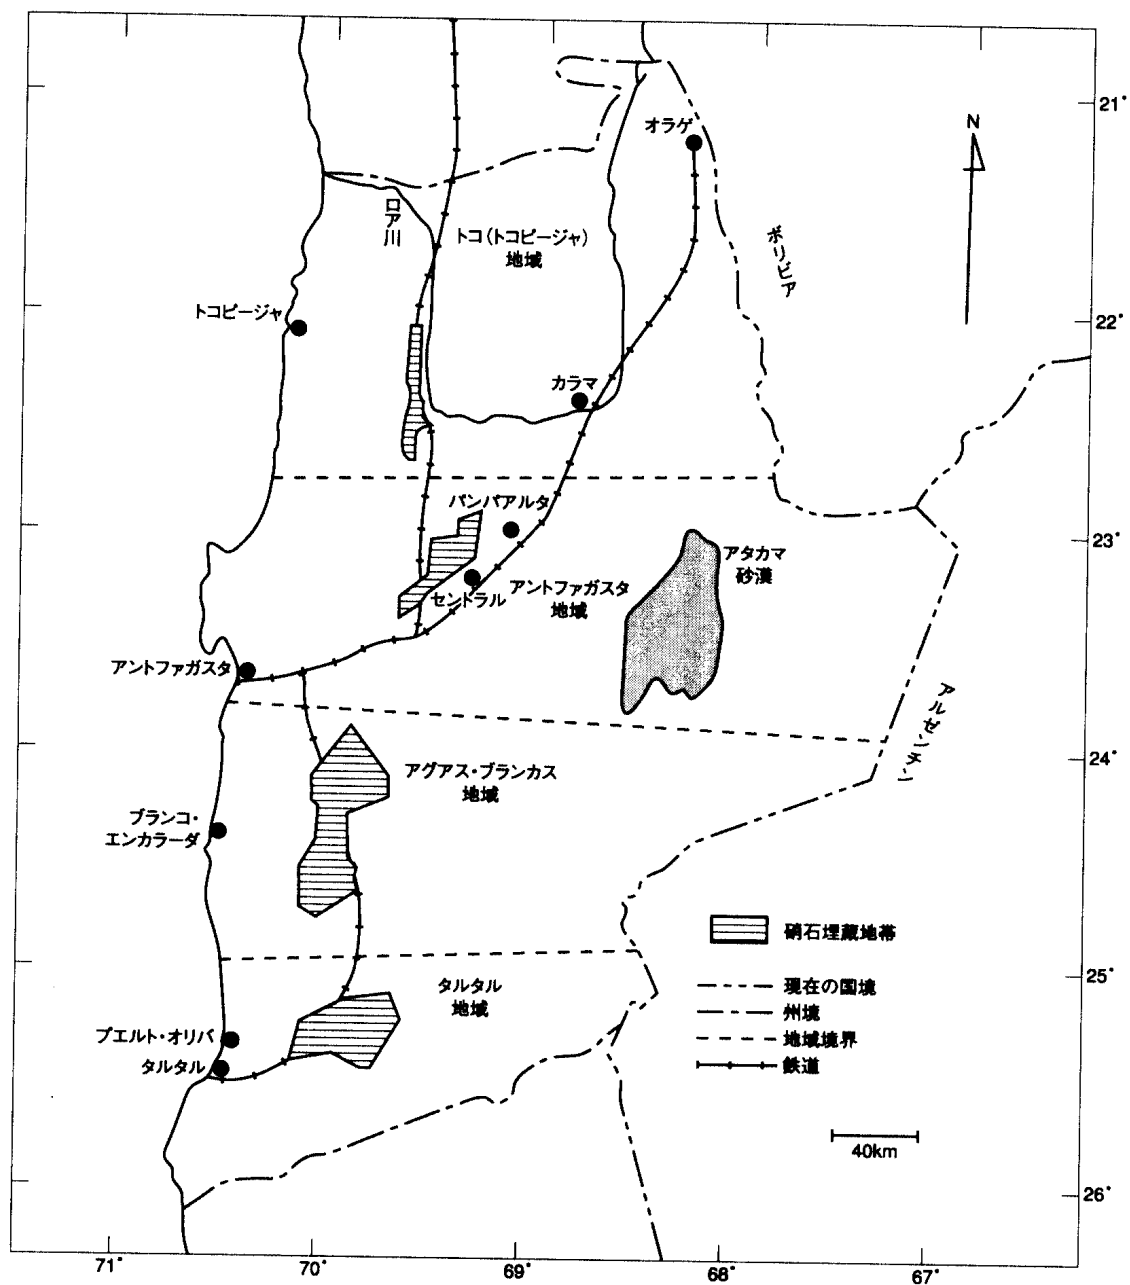 21°
N
オラゲ
ロア川
トコ(トコピージャ)
地域
ボリビア
トコピージャ
22°
カラマ
パンパアルタ
23°
アタカマ
砂漠
セントラル
アントファガスタ
地域
アントファガスタ
アルゼンチン
24°
アグアス・ブランカス
地域
ブランコ・
エンカラーダ
硝石埋蔵地帯
25°
タルタル
地域
現在の国境
州境
プエルト・オリバ
地域境界
タルタル
鉄道
40km
26°
71°
70°
69°
68°
67°